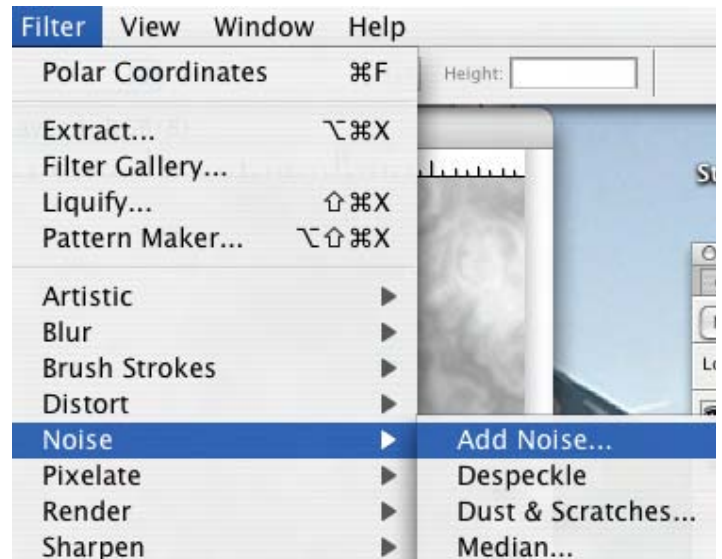 Filter View Window Help
Polar Coordinates ⌘F
Height:
Extract... ⌥⌘X
Filter Gallery...
Liquify... ⇧⌘X
Pattern Maker... ⌥⇧⌘X
Artistic
Blur
Brush Strokes
Distort
Noise
Add Noise...
Pixelate
Despeckle
Render
Dust & Scratches...
Sharpen
Median...